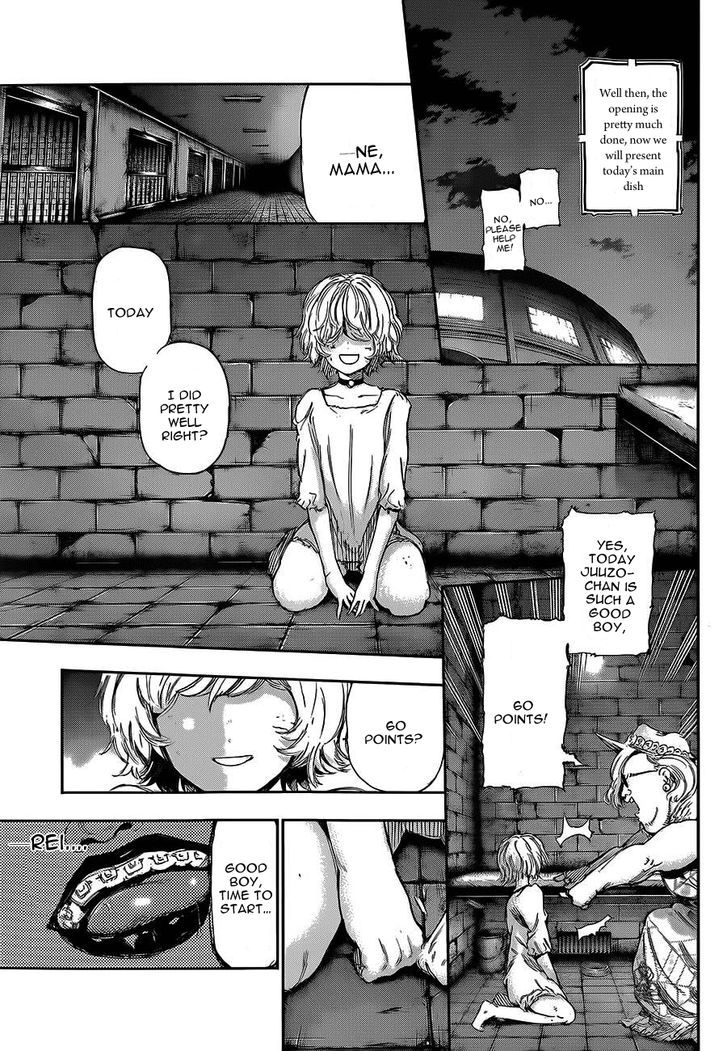 Well then, the
opening is
pretty much
done, now we
will present
today's main
dish
NO...
NO,
PLEASE
HELP
ME!
—NE,
MAMA...
TODAY
I DID
PRETTY
WELL
RIGHT?
YES,
TODAY
JUUZO-
CHAN IS
SUCH A
GOOD
BOY,
60
POINTS!
60
POINTS?
GOOD
BOY,
TIME TO
START...
—REI....